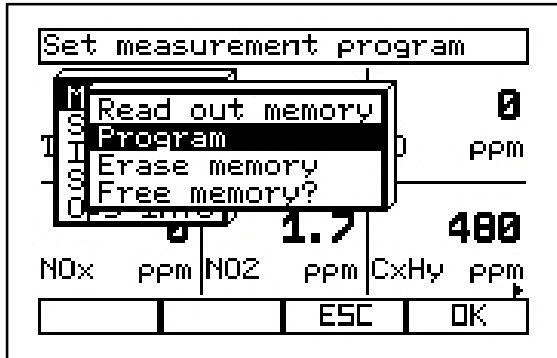 Set measurement program
M
S
I
S
Read out memory
Program
Erase memory
Free memory?
0
ppm
1.7
480
NOx ppm NO2 ppm CxHy ppm
ESC OK